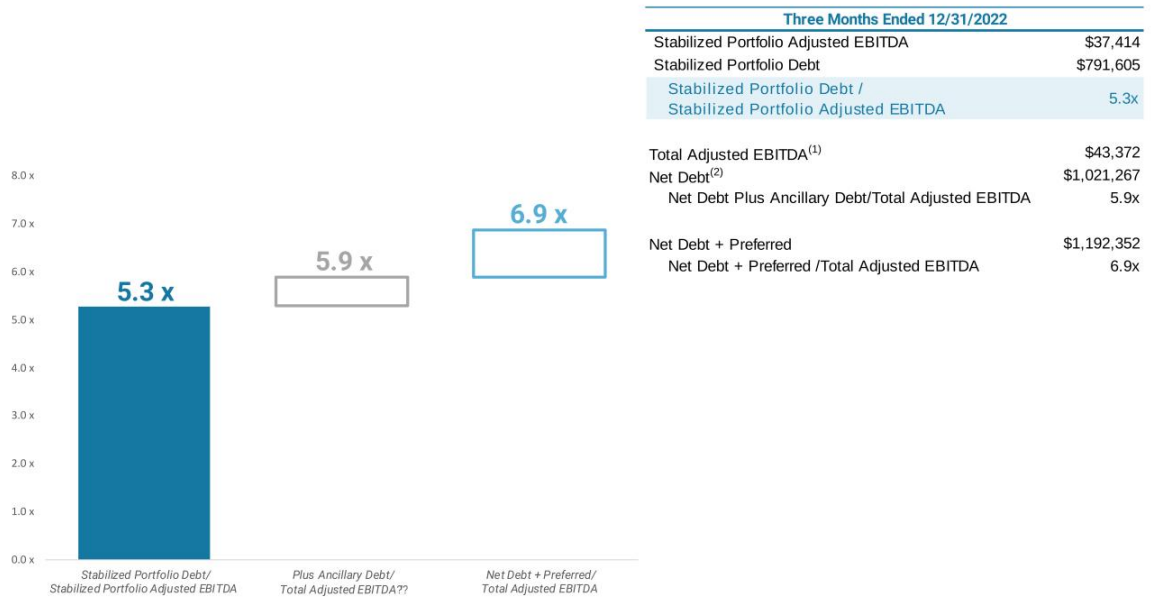 Three Months Ended 12/31/2022
Stabilized Portfolio Adjusted EBITDA $37,414
Stabilized Portfolio Debt $791,605
Stabilized Portfolio Debt /
Stabilized Portfolio Adjusted EBITDA 5.3x
Total Adjusted EBITDA(1) $43,372
Net Debt(2) $1,021,267
Net Debt Plus Ancillary Debt/Total Adjusted EBITDA 5.9x
Net Debt + Preferred $1,192,352
Net Debt + Preferred /Total Adjusted EBITDA 6.9x
8.0 x
7.0 x
6.0 x
5.0 x
4.0 x
3.0 x
2.0 x
1.0 x
0.0 x
5.3 x
5.9 x
6.9 x
Stabilized Portfolio Debt/
Stabilized Portfolio Adjusted EBITDA
Plus Ancillary Debt/
Total Adjusted EBITDA??
Net Debt + Preferred/
Total Adjusted EBITDA